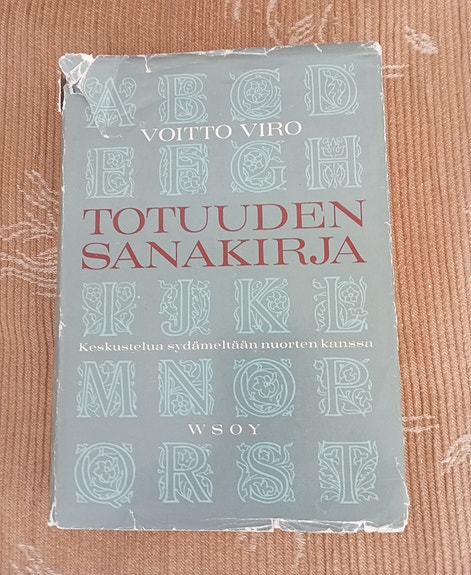 A B C D
VOITTO VIRO
E F G H
TOTUUDEN
SANAKIRJA
I J K L
Keskustelua sydämeltään nuorten kanssa
M N O P
WSOY
Q R S T